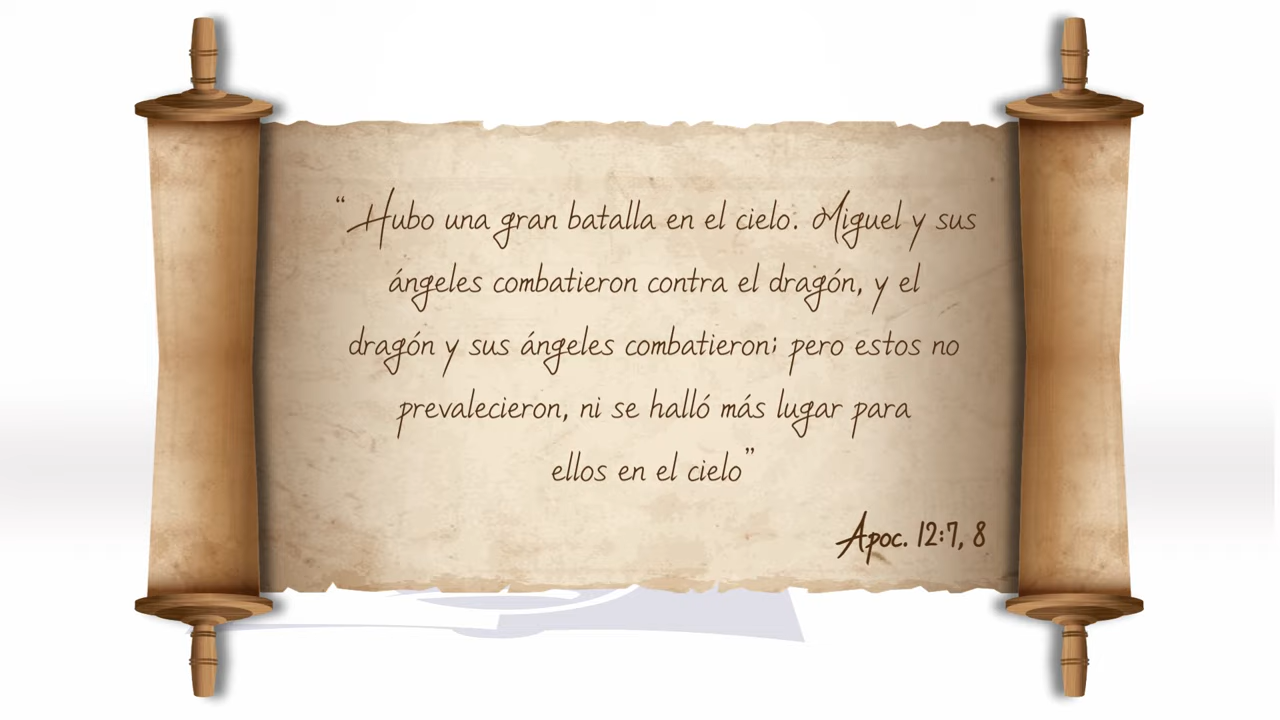 “Hubo una gran batalla en el cielo. Miguel y sus
ángeles combatieron contra el dragón, y el
dragón y sus ángeles combatieron; pero estos no
prevalecieron, ni se halló más lugar para
ellos en el cielo”
Apoc. 12:7, 8